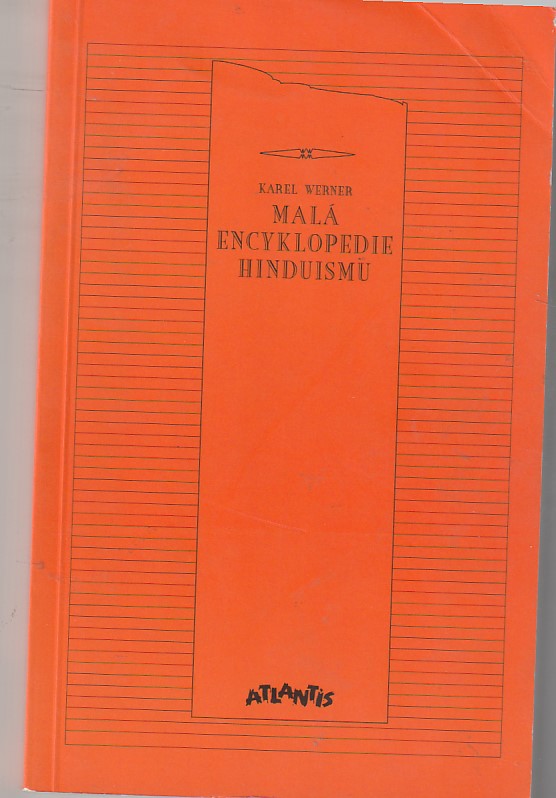 KAREL WERNER
MALÁ
ENCYKLOPEDIE
HINDUISMU
ATLANTIS